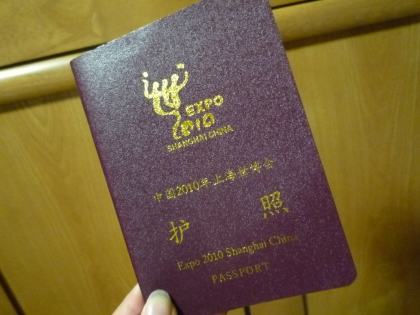 EXPO
2010
SHANGHAI CHINA
中国2010年上海世博会
护 照
Expo 2010 Shanghai China
PASSPORT